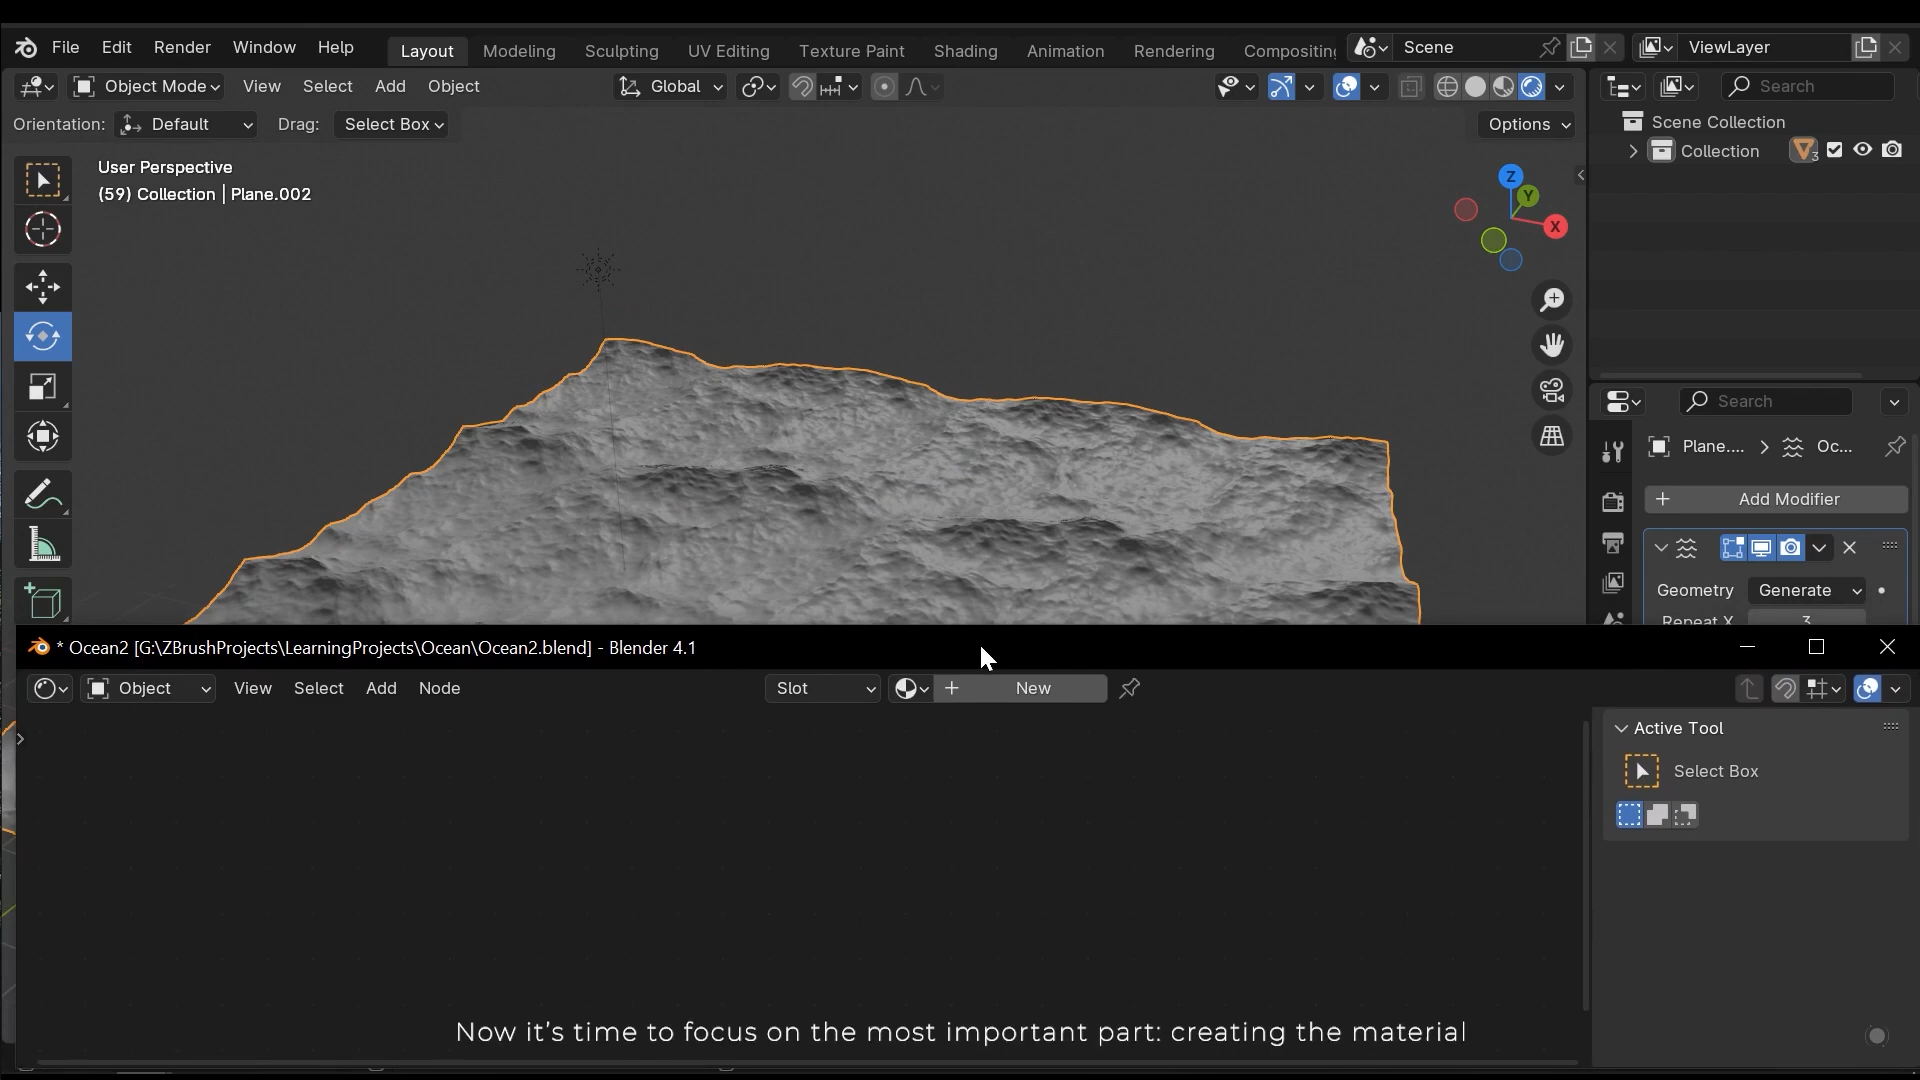 File Edit Render Window Help Layout Modeling Sculpting UV Editing Texture Paint Shading Animation Rendering Scene ViewLayer
Object Mode View Select Add Object Global Search
Orientation: Default Drag: Select Box Options
Scene Collection
Collection 3
User Perspective
(59) Collection | Plane.002
Z
Y
X
Search
Plane.... Oc...
+ Add Modifier
Geometry Generate
Repeat X 3
* Ocean2 [G:\ZBrushProjects\LearningProjects\Ocean\Ocean2.blend] - Blender 4.1
Object View Select Add Node Slot + New
Active Tool
Select Box
Now it's time to focus on the most important part: creating the material